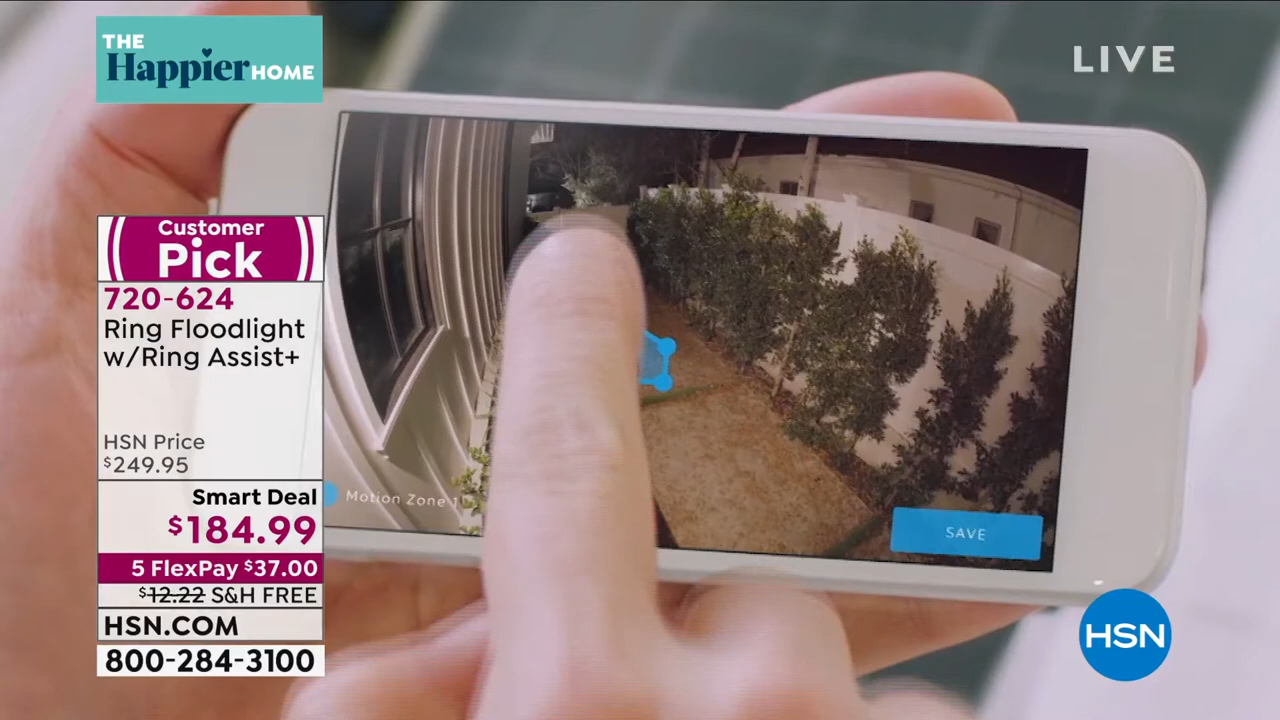 THE
Happier HOME
LIVE
Customer
Pick
720-624
Ring Floodlight
w/Ring Assist+
HSN Price
$249.95
Smart Deal
$184.99
5 FlexPay $37.00
$12.22 S&H FREE
HSN.COM
800-284-3100
Motion Zone 1
SAVE
HSN